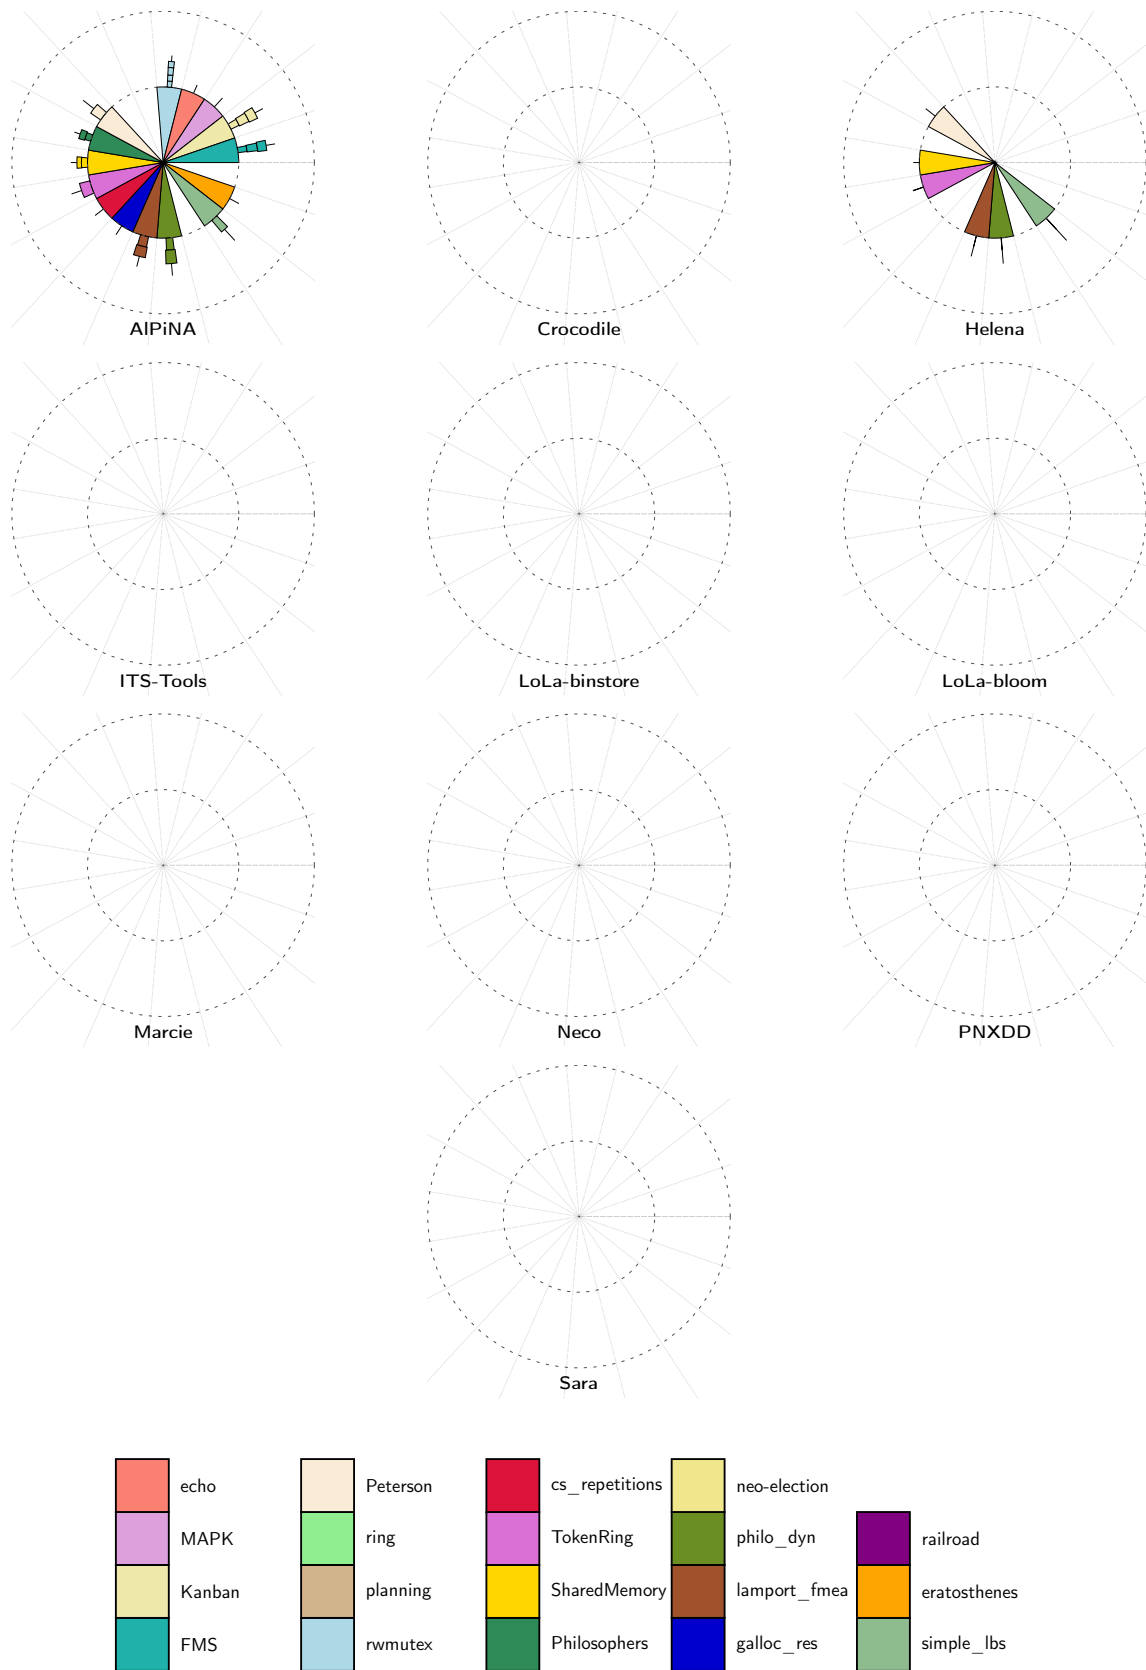 AlPiNA
Crocodile
Helena
ITS-Tools
LoLa-binstore
LoLa-bloom
Marcie
Neco
PNXDD
Sara
echo
MAPK
Kanban
FMS
Peterson
ring
planning
rwmutex
cs_repetitions
TokenRing
SharedMemory
Philosophers
neo-election
philo_dyn
lamport_fmea
galloc_res
railroad
eratosthenes
simple_lbs